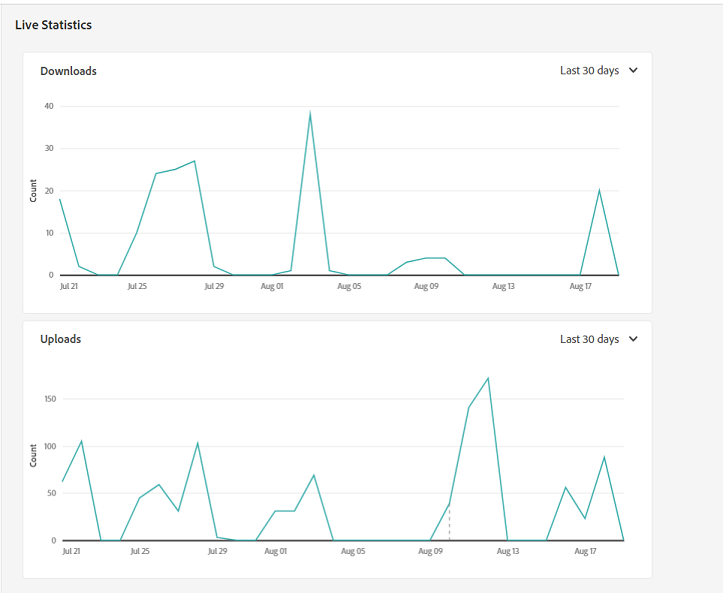 Live Statistics
Downloads
Last 30 days
40
30
20
10
0
Count
Jul 21 Jul 25 Jul 29 Aug 01 Aug 05 Aug 09 Aug 13 Aug 17
Uploads
Last 30 days
150
100
50
0
Count
Jul 21 Jul 25 Jul 29 Aug 01 Aug 05 Aug 09 Aug 13 Aug 17